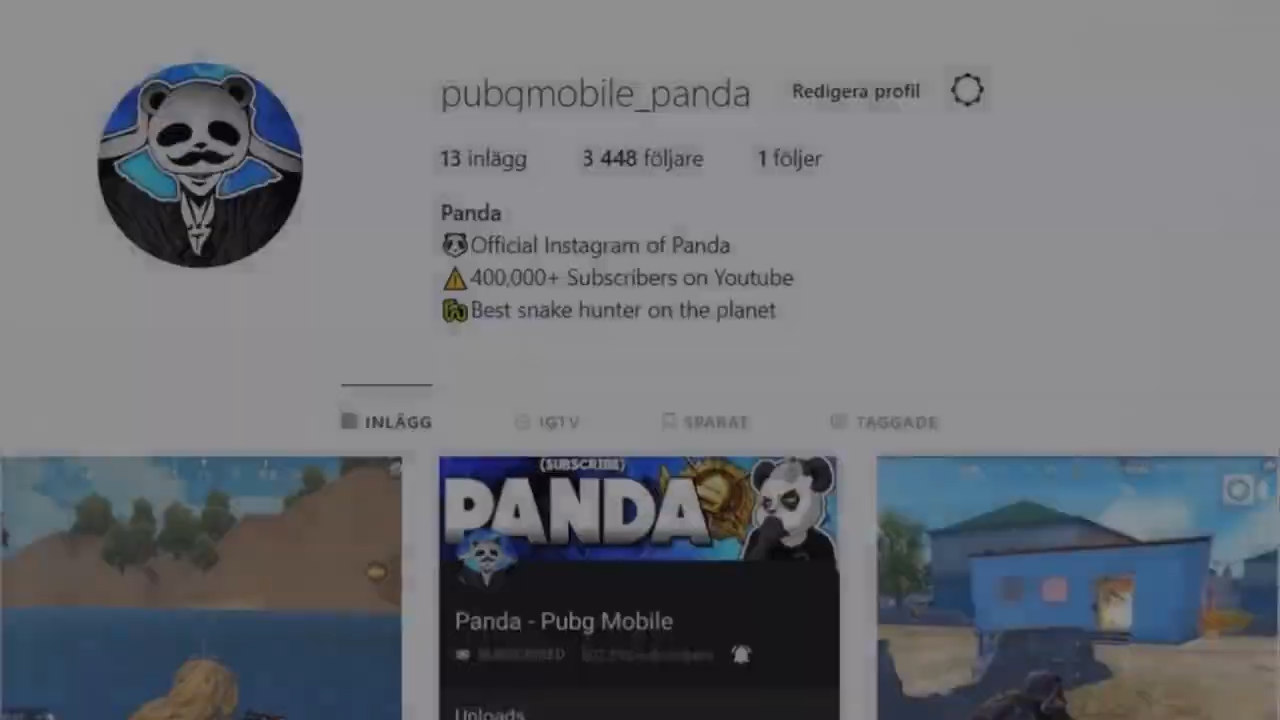 pubgmobile_panda Redigera profil
13 inlägg 3 448 följare 1 följer
Panda
Official Instagram of Panda
400,000+ Subscribers on Youtube
Best snake hunter on the planet
INLÄGG IGTV SPARAT TAGGADE
(SUBSCRIBE)
PANDA
Panda - Pubg Mobile
SUBSCRIBED
Uploads